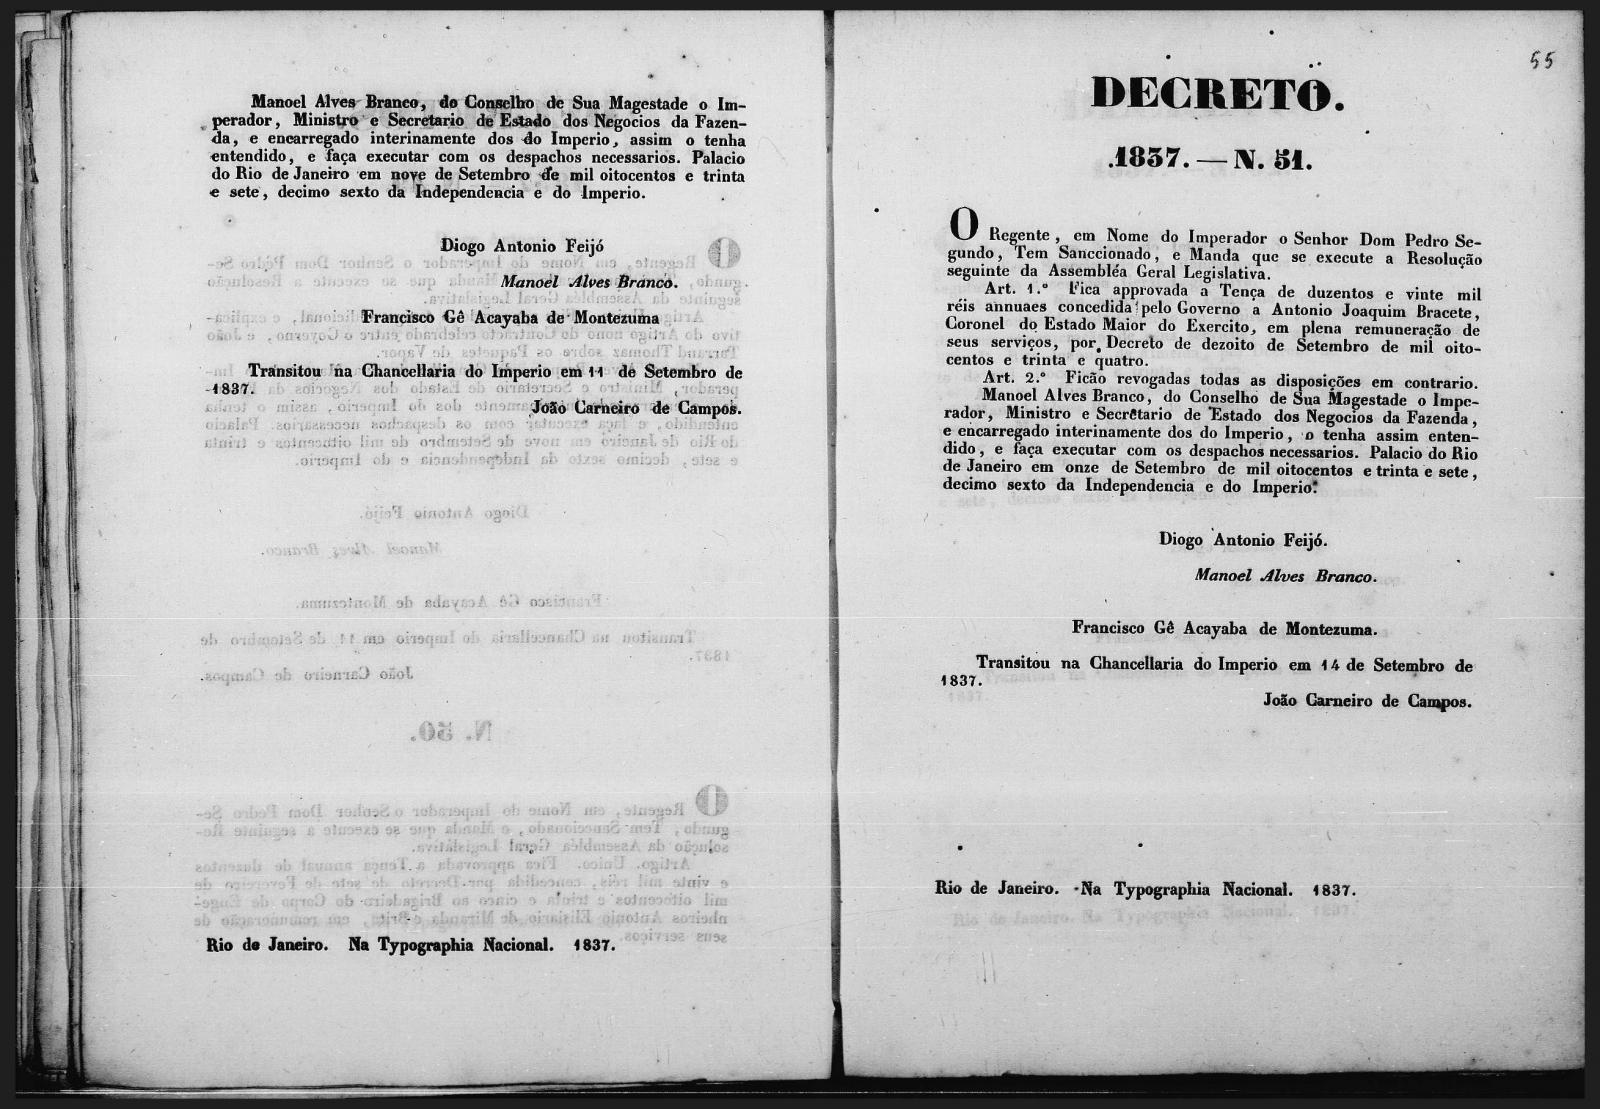 Manoel Alves Branco, do Conselho de Sua Magestade o Im-
perador, Ministro e Secretario de Estado dos Negocios da Fazen-
da, e encarregado interinamente dos do Imperio, assim o tenha
entendido, e faça executar com os despachos necessarios. Palacio
do Rio de Janeiro em nove de Setembro de mil oitocentos e trinta
e sete, decimo sexto da Independencia e do Imperio.
Diogo Antonio Feijó
Manoel Alves Branco.
Francisco Gê Acayaba de Montezuma
Transitou na Chancellaria do Imperio em 11 de Setembro de
1837.
João Carneiro de Campos.
Rio de Janeiro. Na Typographia Nacional. 1837.
55
DECRETO.
1837. — N. 51.
O Regente, em Nome do Imperador o Senhor Dom Pedro Se-
gundo, Tem Sanccionado, e Manda que se execute a Resolução
seguinte da Assembléa Geral Legislativa.
Art. 1.º Fica approvada a Tença de duzentos e vinte mil
réis annuaes concedida pelo Governo a Antonio Joaquim Bracete,
Coronel do Estado Maior do Exercito, em plena remuneração de
seus serviços, por Decreto de dezoito de Setembro de mil oito-
centos e trinta e quatro.
Art. 2.º Ficão revogadas todas as disposições em contrario.
Manoel Alves Branco, do Conselho de Sua Magestade o Impe-
rador, Ministro e Secretario de Estado dos Negocios da Fazenda,
e encarregado interinamente dos do Imperio, o tenha assim enten-
dido, e faça executar com os despachos necessarios. Palacio do Rio
de Janeiro em onze de Setembro de mil oitocentos e trinta e sete,
decimo sexto da Independencia e do Imperio.
Diogo Antonio Feijó.
Manoel Alves Branco.
Francisco Gê Acayaba de Montezuma.
Transitou na Chancellaria do Imperio em 14 de Setembro de
1837.
João Carneiro de Campos.
Rio de Janeiro. Na Typographia Nacional. 1837.